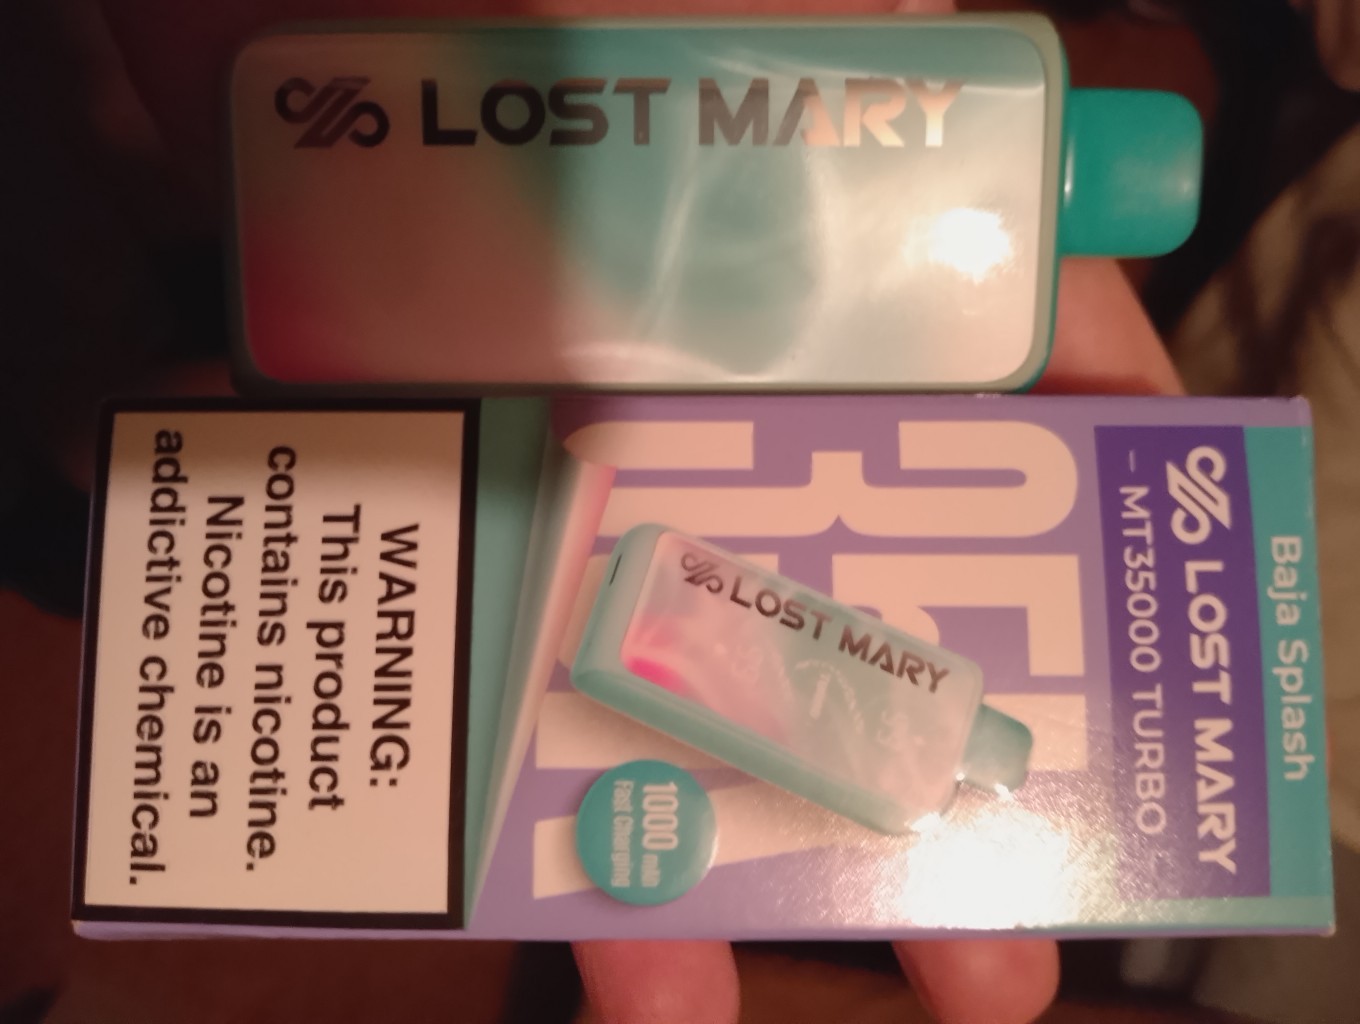 LOST MARY
Baja Splash
LOST MARY
– MT35000 TURBO
LOST MARY
1000 mAh
Fast Charging
WARNING:
This product
contains nicotine.
Nicotine is an
addictive chemical.